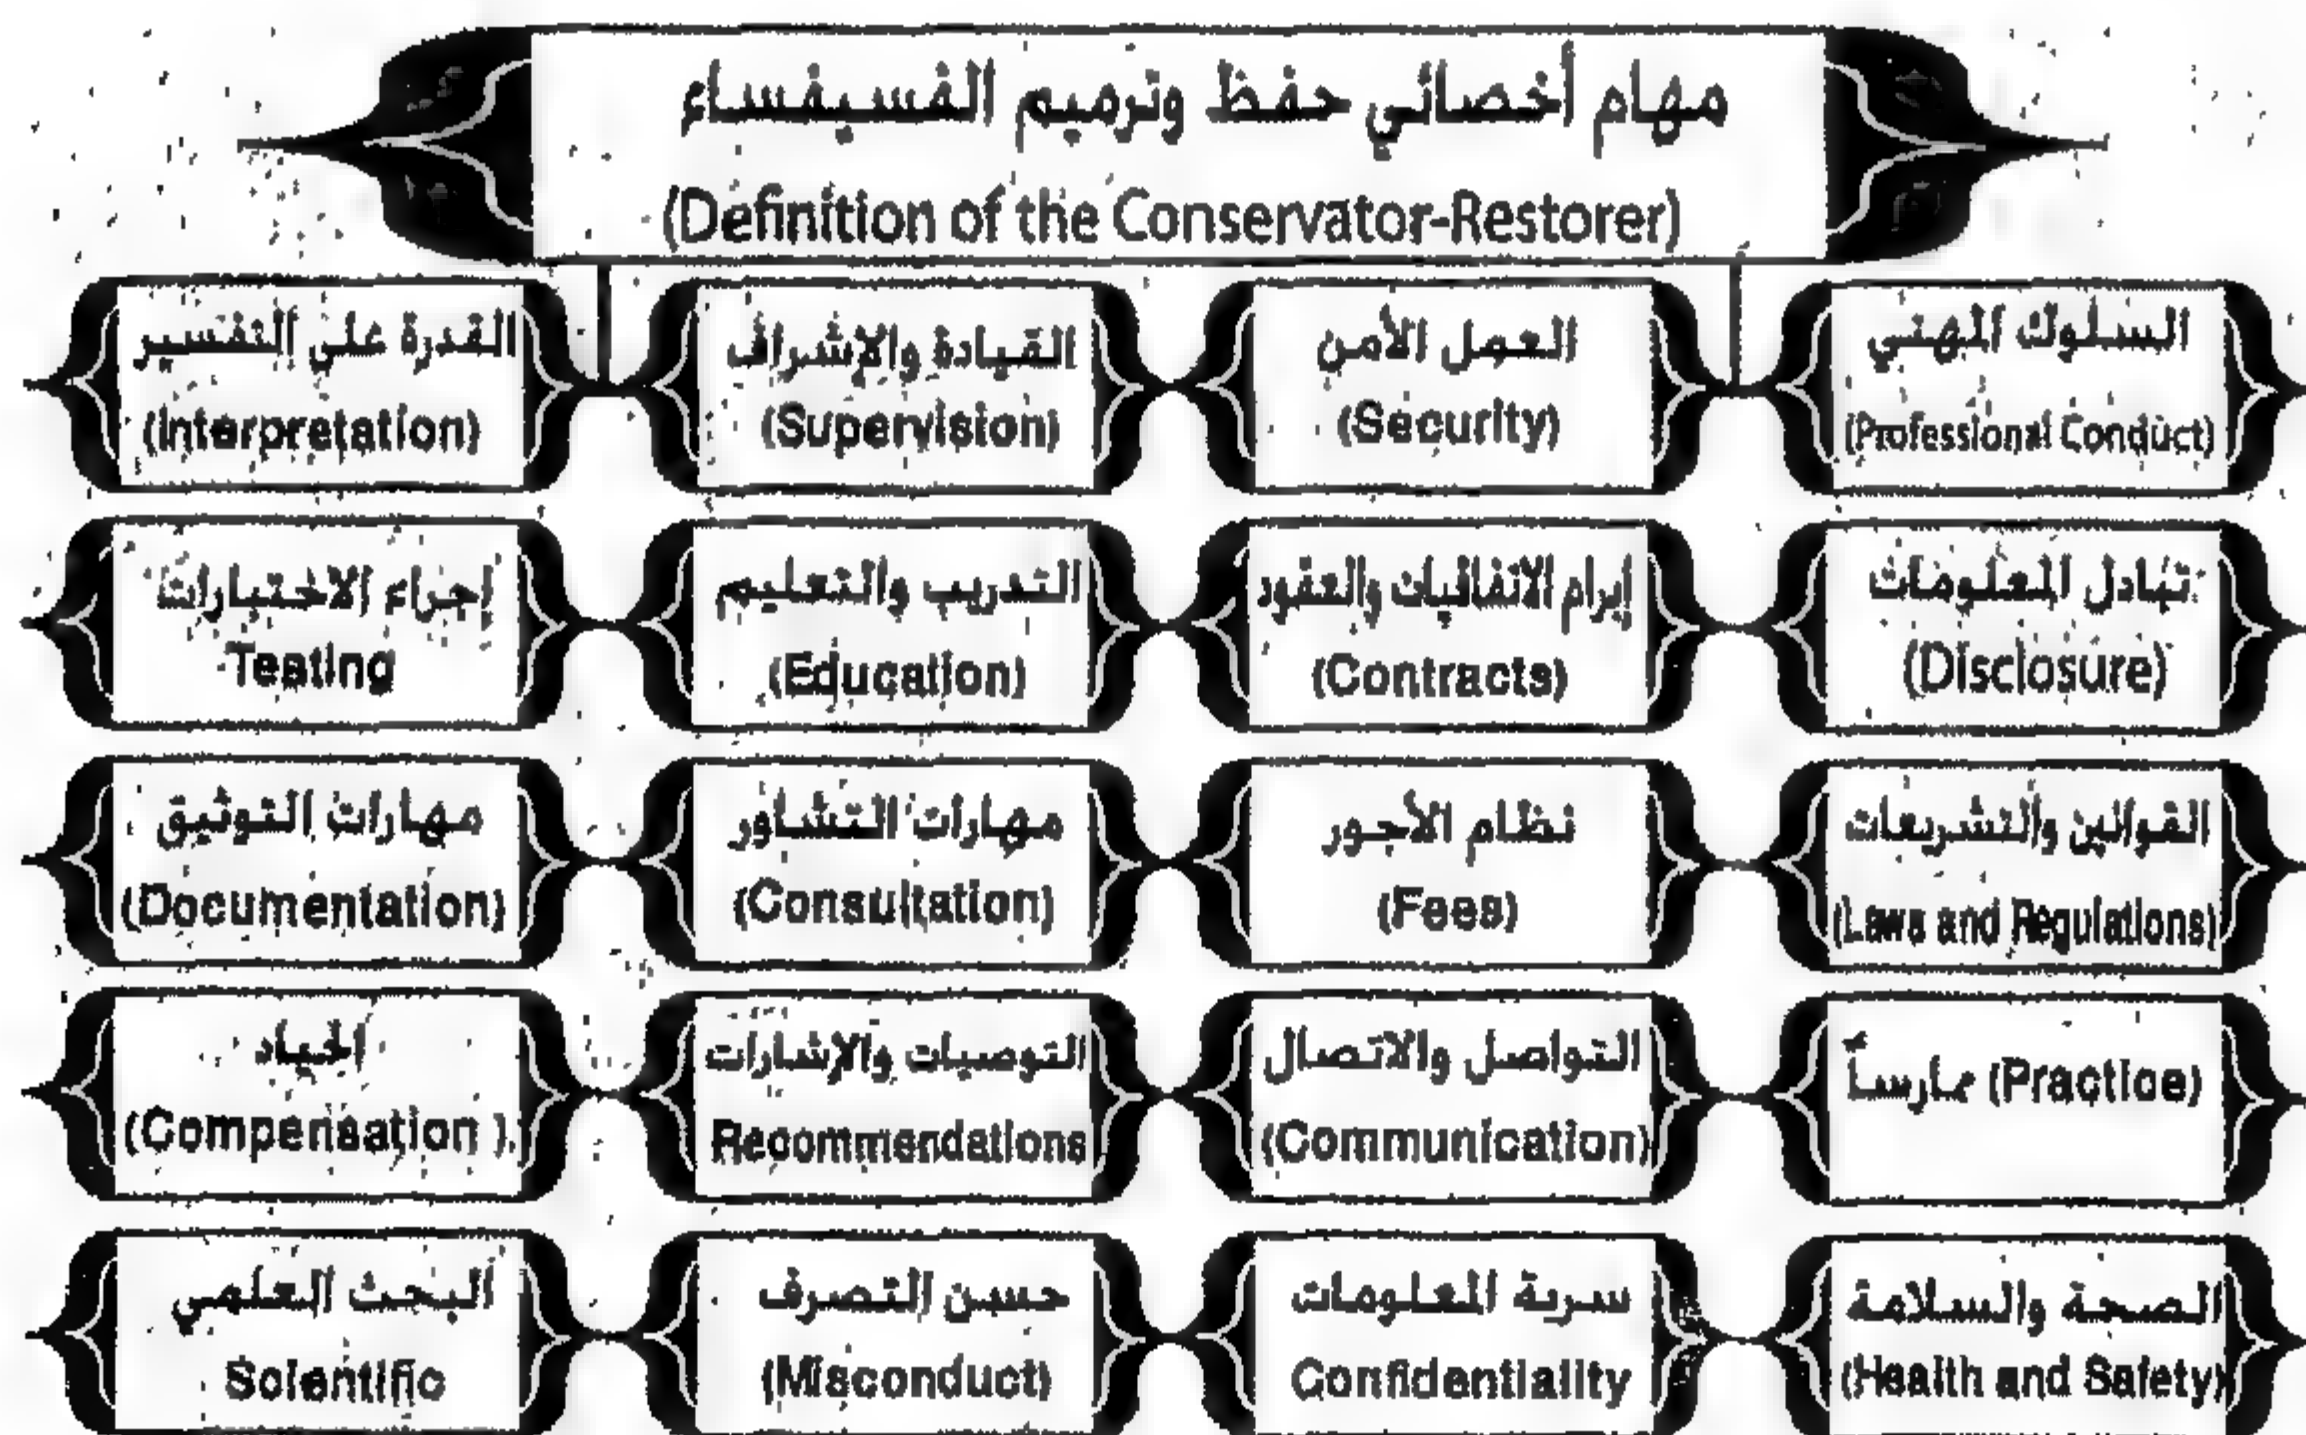 مهام أخصائي حفظ وترميم الفسيفساء
(Definition of the Conservator-Restorer)
السلوك المهني
(Professional Conduct)
العمل الأمن
(Security)
القيادة والإشراف
(Supervision)
القدرة على التفسير
(Interpretation)
تبادل المعلومات
(Disclosure)
إبرام الاتفاقيات والعقود
(Contracts)
التدريب والتعليم
(Education)
إجراء الاختبارات
Testing
القوانين والتشريعات
(Laws and Regulations)
نظام الأجور
(Fees)
مهارات التشاور
(Consultation)
مهارات التوثيق
(Documentation)
ممارساً (Practice)
التواصل والاتصال
(Communication)
التوصيات والإشارات
Recommendations
الحياد
(Compensation ).
الصحة والسلامة
(Health and Safety)
سرية المعلومات
Confidentiality
حسن التصرف
(Misconduct)
البحث العلمي
Scientific